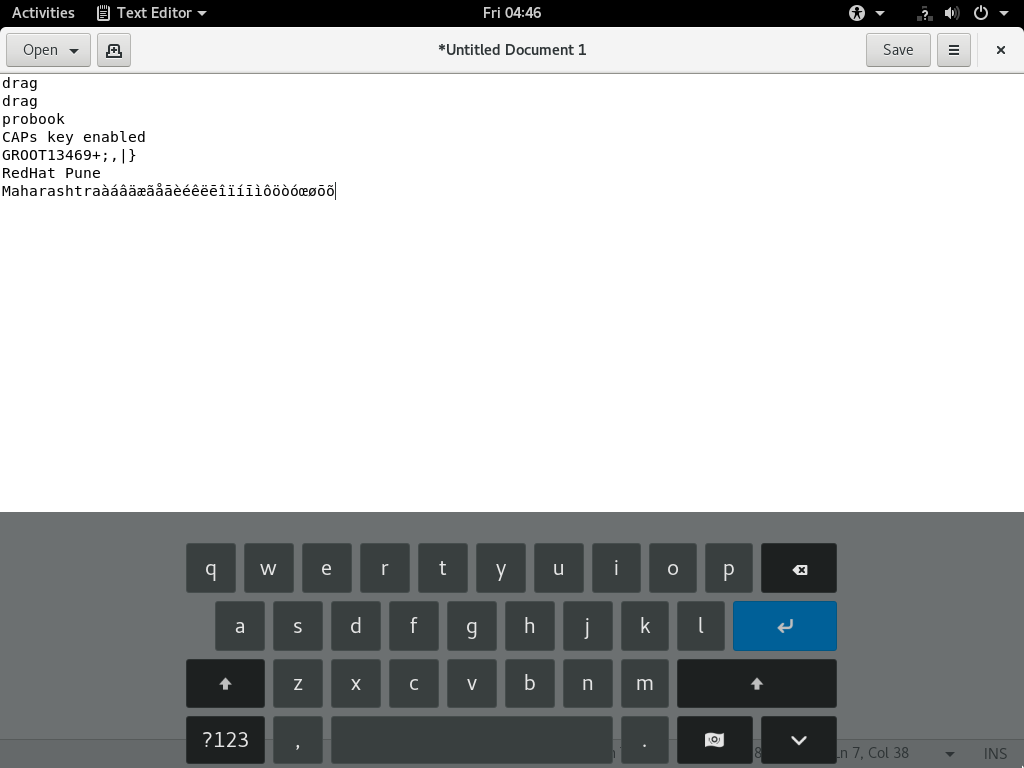 Activities Text Editor Fri 04:46
Open *Untitled Document 1 Save
drag
drag
probook
CAPs key enabled
GROOT13469+;,|}
RedHat Pune
Maharashtraàáâäæãåāèéêëēîïíīìôöòóœøōõ
q w e r t y u i o p
a s d f g h j k l
z x c v b n m
?123 , .
Ln 7, Col 38 INS